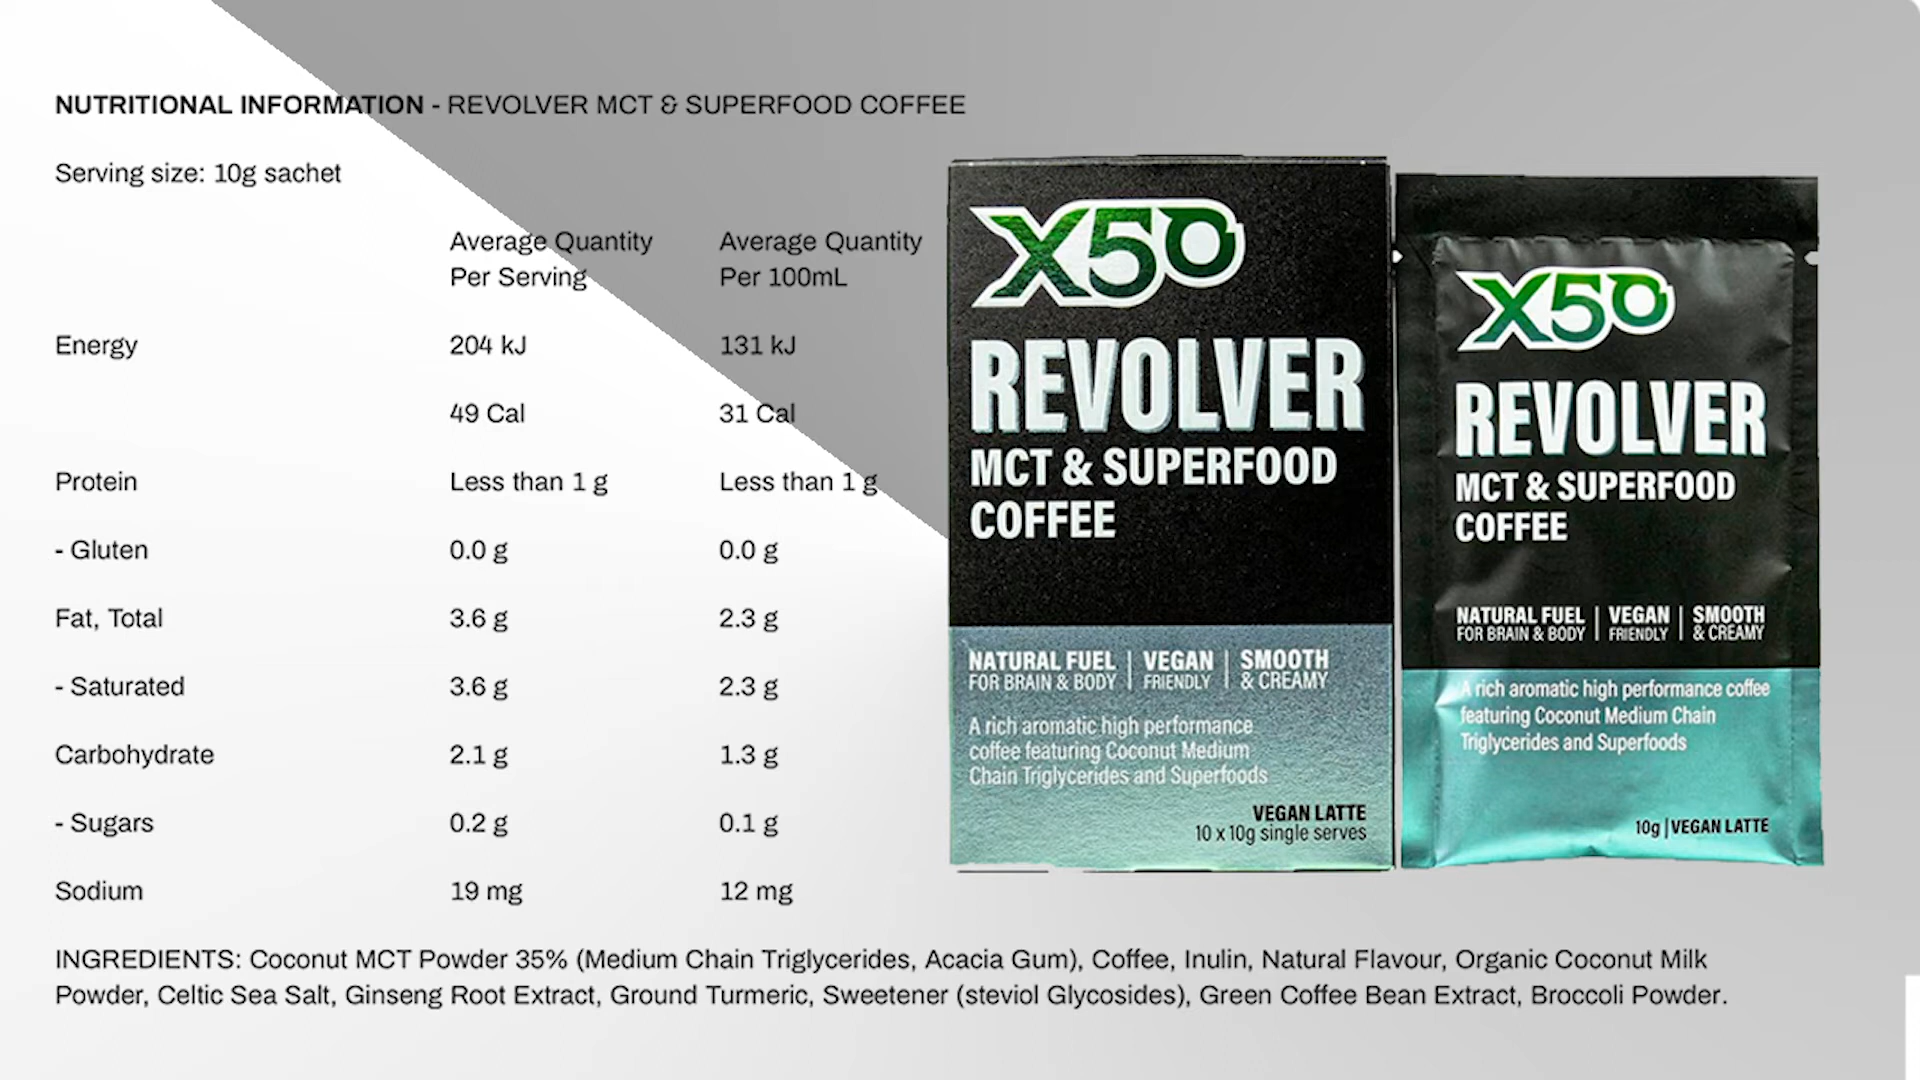 NUTRITIONAL INFORMATION - REVOLVER MCT & SUPERFOOD COFFEE
Serving size: 10g sachet
Average Quantity Per Serving
Average Quantity Per 100mL
Energy 204 kJ 131 kJ
49 Cal 31 Cal
Protein Less than 1 g Less than 1 g
- Gluten 0.0 g 0.0 g
Fat, Total 3.6 g 2.3 g
- Saturated 3.6 g 2.3 g
Carbohydrate 2.1 g 1.3 g
- Sugars 0.2 g 0.1 g
Sodium 19 mg 12 mg
INGREDIENTS: Coconut MCT Powder 35% (Medium Chain Triglycerides, Acacia Gum), Coffee, Inulin, Natural Flavour, Organic Coconut Milk
Powder, Celtic Sea Salt, Ginseng Root Extract, Ground Turmeric, Sweetener (steviol Glycosides), Green Coffee Bean Extract, Broccoli Powder.
X50
REVOLVER
MCT & SUPERFOOD
COFFEE
NATURAL FUEL | VEGAN | SMOOTH
FOR BRAIN & BODY | FRIENDLY | & CREAMY
A rich aromatic high performance
coffee featuring Coconut Medium
Chain Triglycerides and Superfoods
VEGAN LATTE
10 x 10g single serves
X50
REVOLVER
MCT & SUPERFOOD
COFFEE
NATURAL FUEL | VEGAN | SMOOTH
FOR BRAIN & BODY | FRIENDLY | & CREAMY
A rich aromatic high performance coffee
featuring Coconut Medium Chain
Triglycerides and Superfoods
10g | VEGAN LATTE